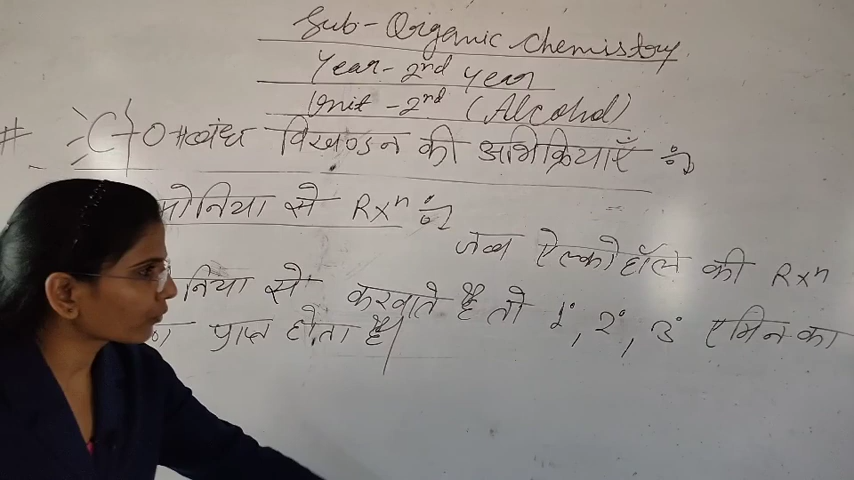 Sub- Organic Chemistry
Year- 2nd Year
Unit - 2nd (Alcohol)
# C-O बंध विखण्डन की अभिक्रियाएँ :-
मोनिया से Rxn :-
जब ऐल्कोहॉल की Rxn
निया से करवाते है तो 1°, 2°, 3° एमिन का
प्राप्त होता है।